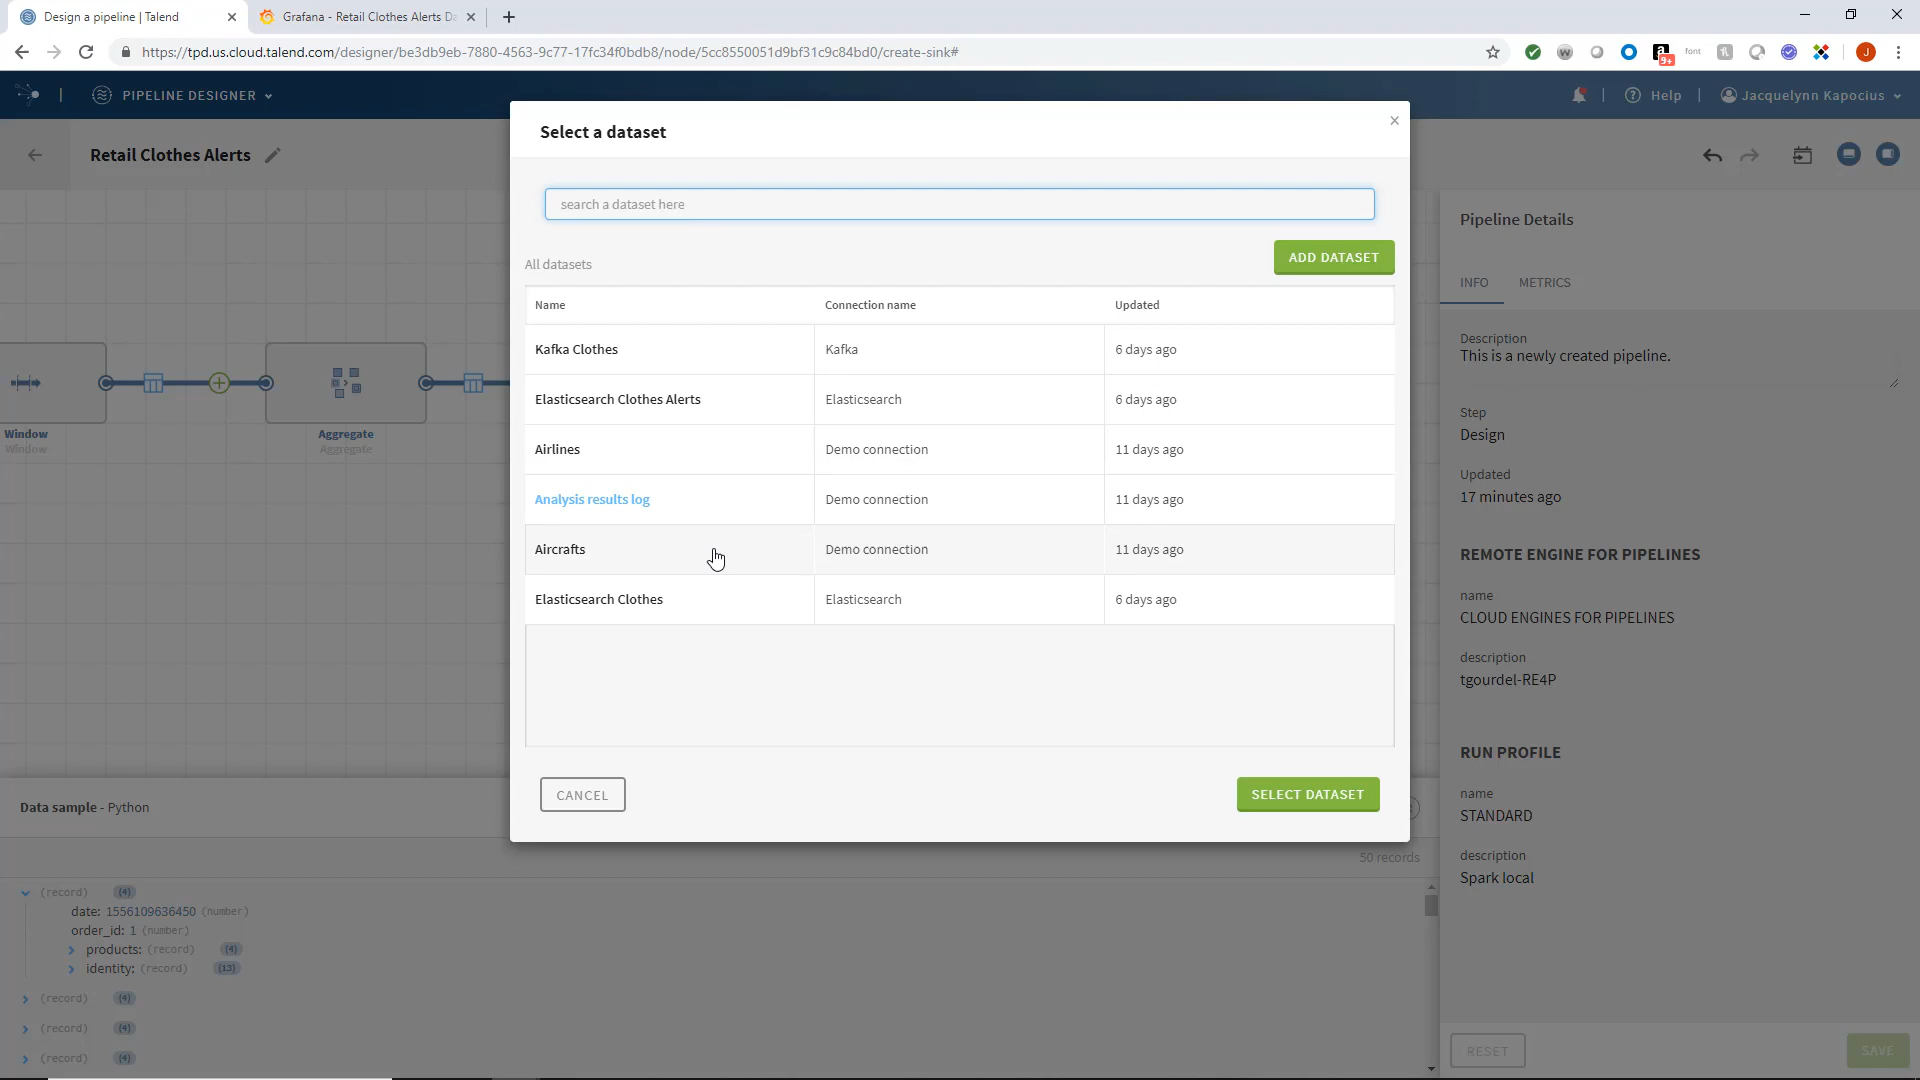 Design a pipeline | Talend
Grafana - Retail Clothes Alerts Da
https://tpd.us.cloud.talend.com/designer/be3db9eb-7880-4563-9c77-17fc34f0bdb8/node/5cc8550051d9bf31c9c84bd0/create-sink#
font
9+
J
PIPELINE DESIGNER
Help
Jacquelynn Kapocius
Retail Clothes Alerts
Select a dataset
search a dataset here
All datasets
ADD DATASET
Name Connection name Updated
Kafka Clothes Kafka 6 days ago
Elasticsearch Clothes Alerts Elasticsearch 6 days ago
Airlines Demo connection 11 days ago
Analysis results log Demo connection 11 days ago
Aircrafts Demo connection 11 days ago
Elasticsearch Clothes Elasticsearch 6 days ago
CANCEL
SELECT DATASET
Window
Window
Aggregate
Aggregate
Pipeline Details
INFO METRICS
Description
This is a newly created pipeline.
Step
Design
Updated
17 minutes ago
REMOTE ENGINE FOR PIPELINES
name
CLOUD ENGINES FOR PIPELINES
description
tgourdel-RE4P
RUN PROFILE
name
STANDARD
description
Spark local
RESET
SAVE
Data sample - Python
50 records
(record) (4)
date: 1556109636450 (number)
order_id: 1 (number)
products: (record) (4)
identity: (record) (13)
(record) (4)
(record) (4)
(record) (4)